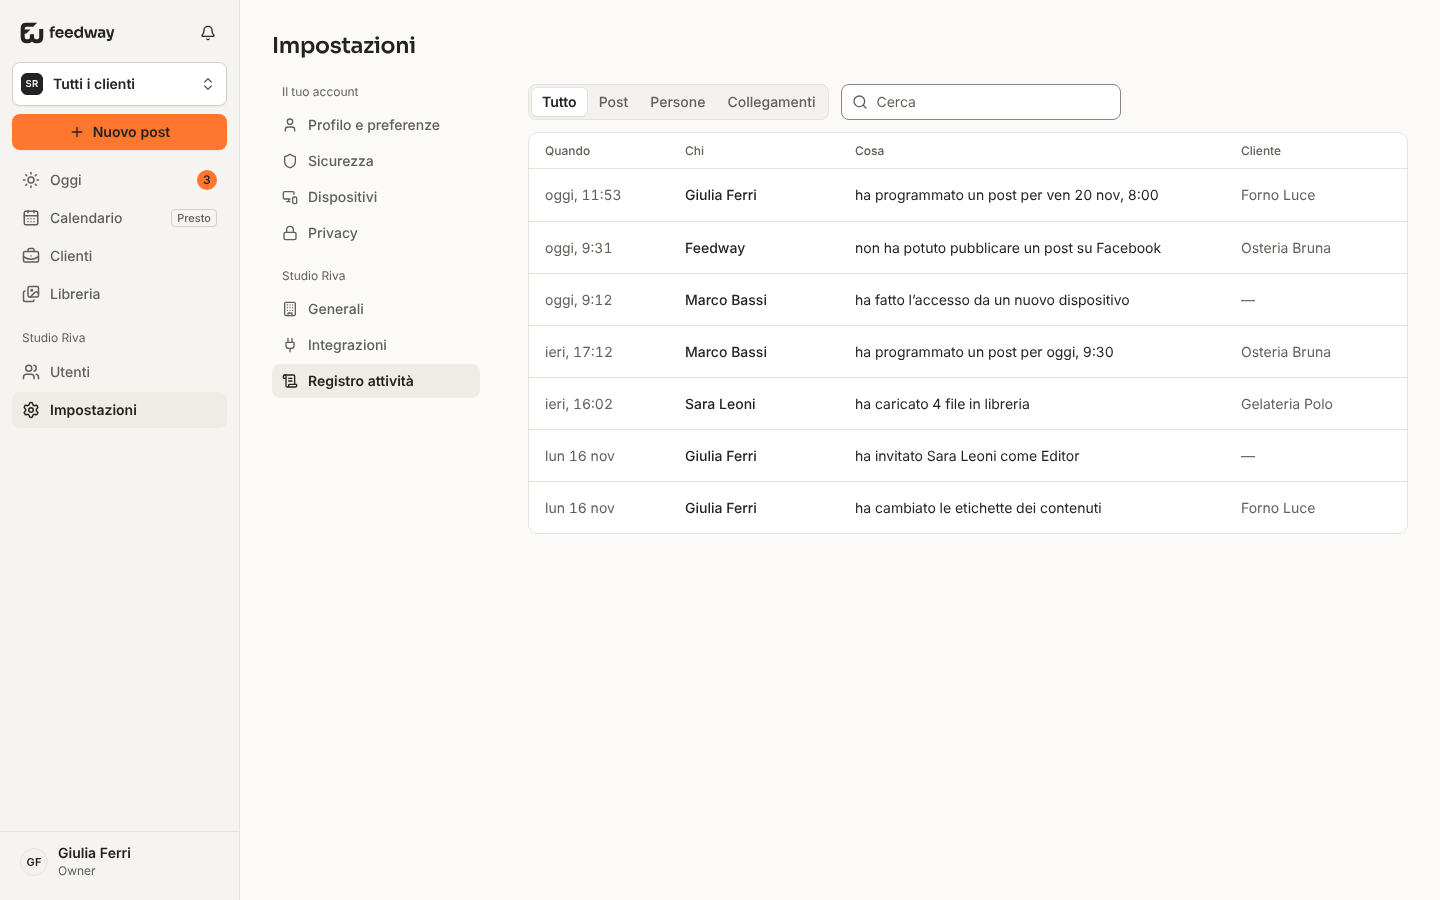 feedway
SR Tutti i clienti
Nuovo post
Oggi 3
Calendario Presto
Clienti
Libreria
Studio Riva
Utenti
Impostazioni
GF Giulia Ferri
Owner
Impostazioni
Il tuo account
Profilo e preferenze
Sicurezza
Dispositivi
Privacy
Studio Riva
Generali
Integrazioni
Registro attività
Tutto Post Persone Collegamenti Cerca
Quando Chi Cosa Cliente
oggi, 11:53 Giulia Ferri ha programmato un post per ven 20 nov, 8:00 Forno Luce
oggi, 9:31 Feedway non ha potuto pubblicare un post su Facebook Osteria Bruna
oggi, 9:12 Marco Bassi ha fatto l’accesso da un nuovo dispositivo —
ieri, 17:12 Marco Bassi ha programmato un post per oggi, 9:30 Osteria Bruna
ieri, 16:02 Sara Leoni ha caricato 4 file in libreria Gelateria Polo
lun 16 nov Giulia Ferri ha invitato Sara Leoni come Editor —
lun 16 nov Giulia Ferri ha cambiato le etichette dei contenuti Forno Luce